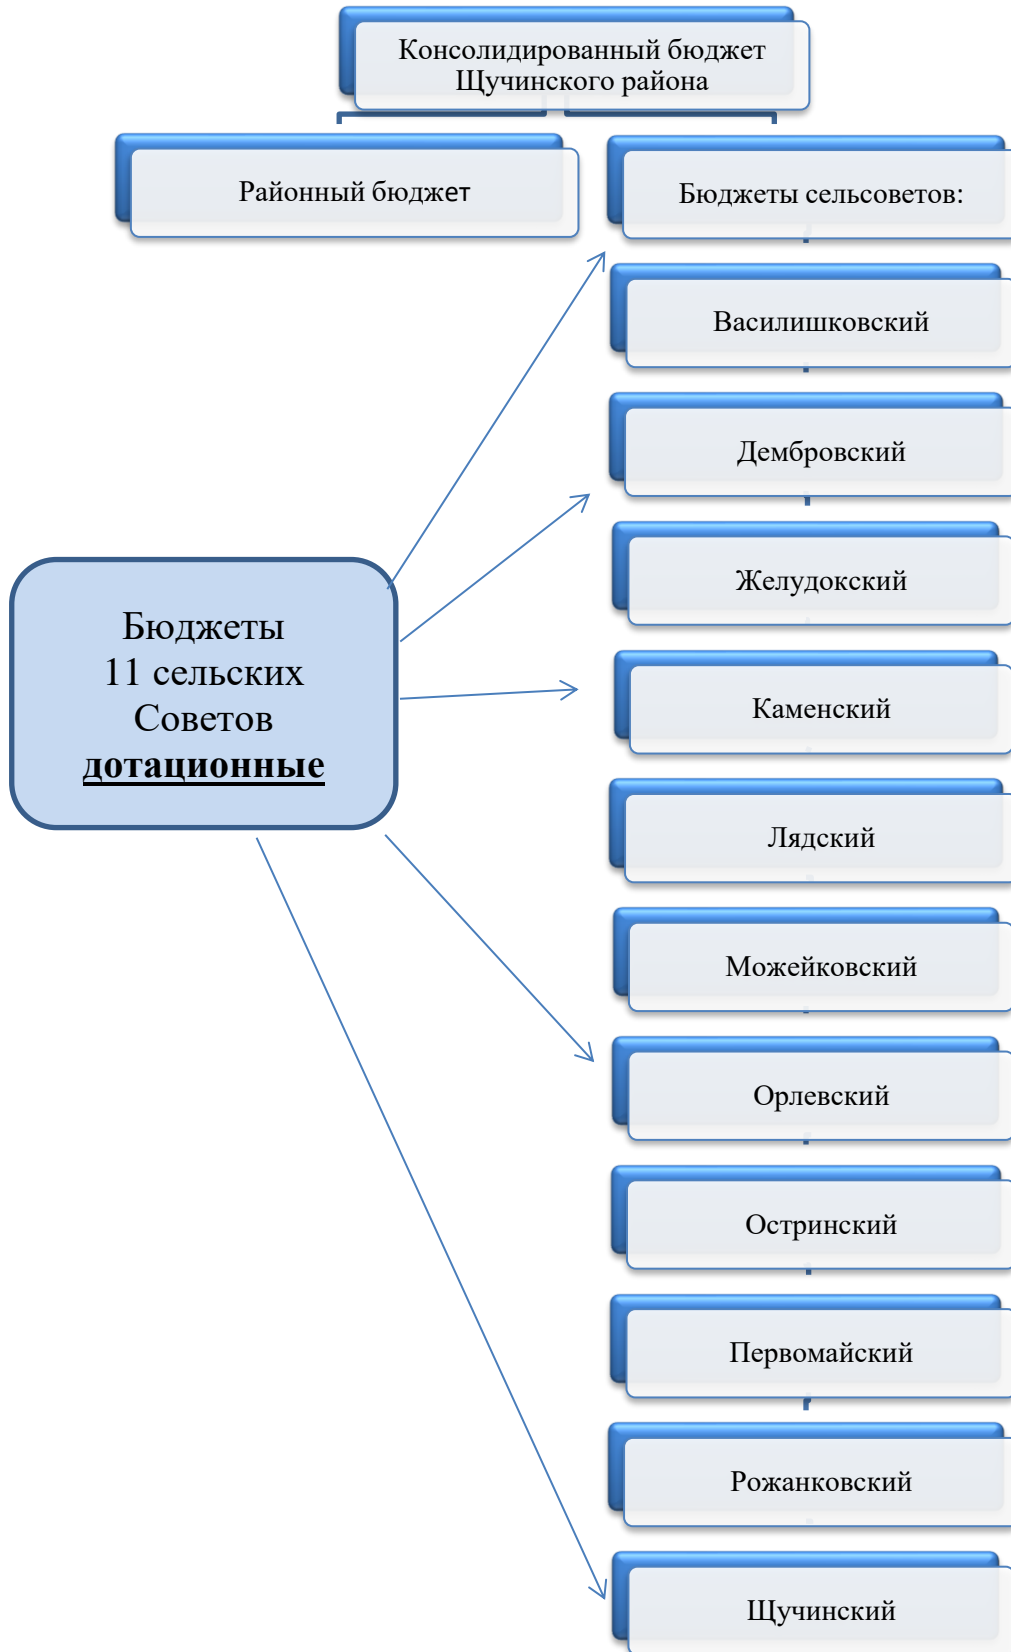 Консолидированный бюджет
Щучинского района
Районный бюджет
Бюджеты сельсоветов:
Василишковский
Дембровский
Желудокский
Бюджеты
11 сельских
Советов
дотационные
Каменский
Лядский
Можейковский
Орлевский
Остринский
Первомайский
Рожанковский
Щучинский